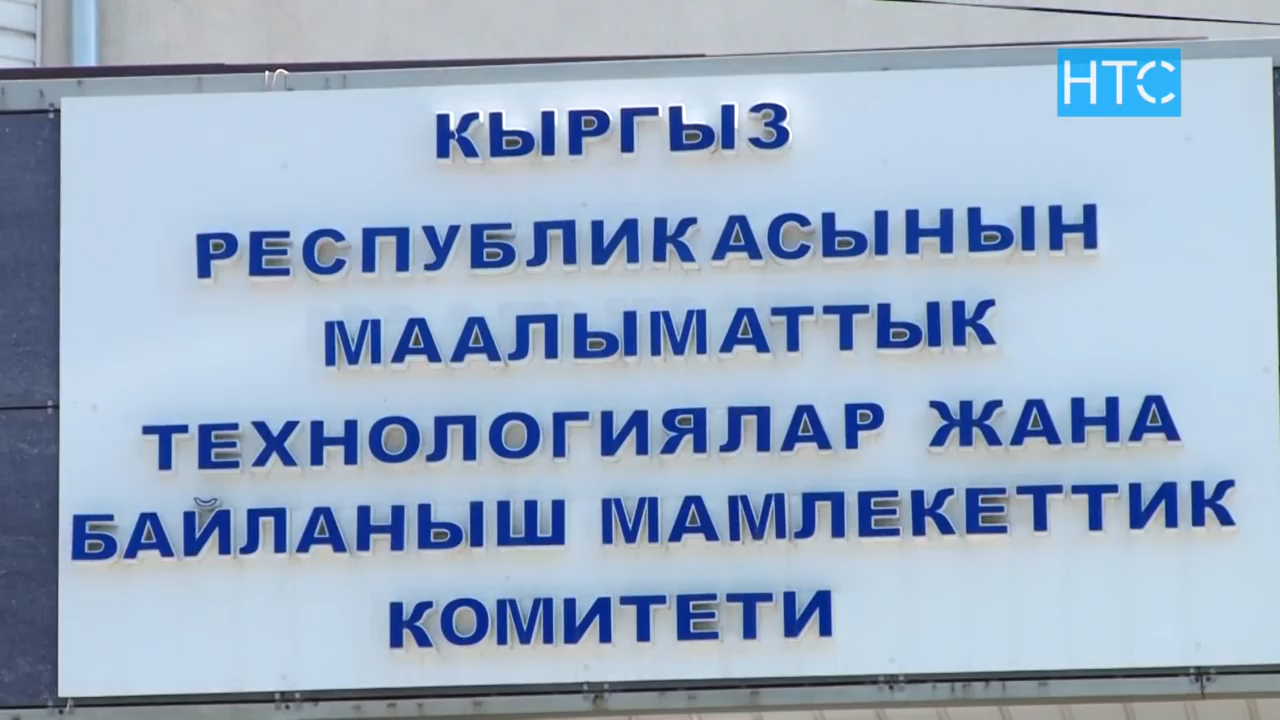 НТС
КЫРГЫЗ
РЕСПУБЛИКАСЫНЫН
МААЛЫМАТТЫК
ТЕХНОЛОГИЯЛАР ЖАНА
БАЙЛАНЫШ МАМЛЕКЕТТИК
КОМИТЕТИ